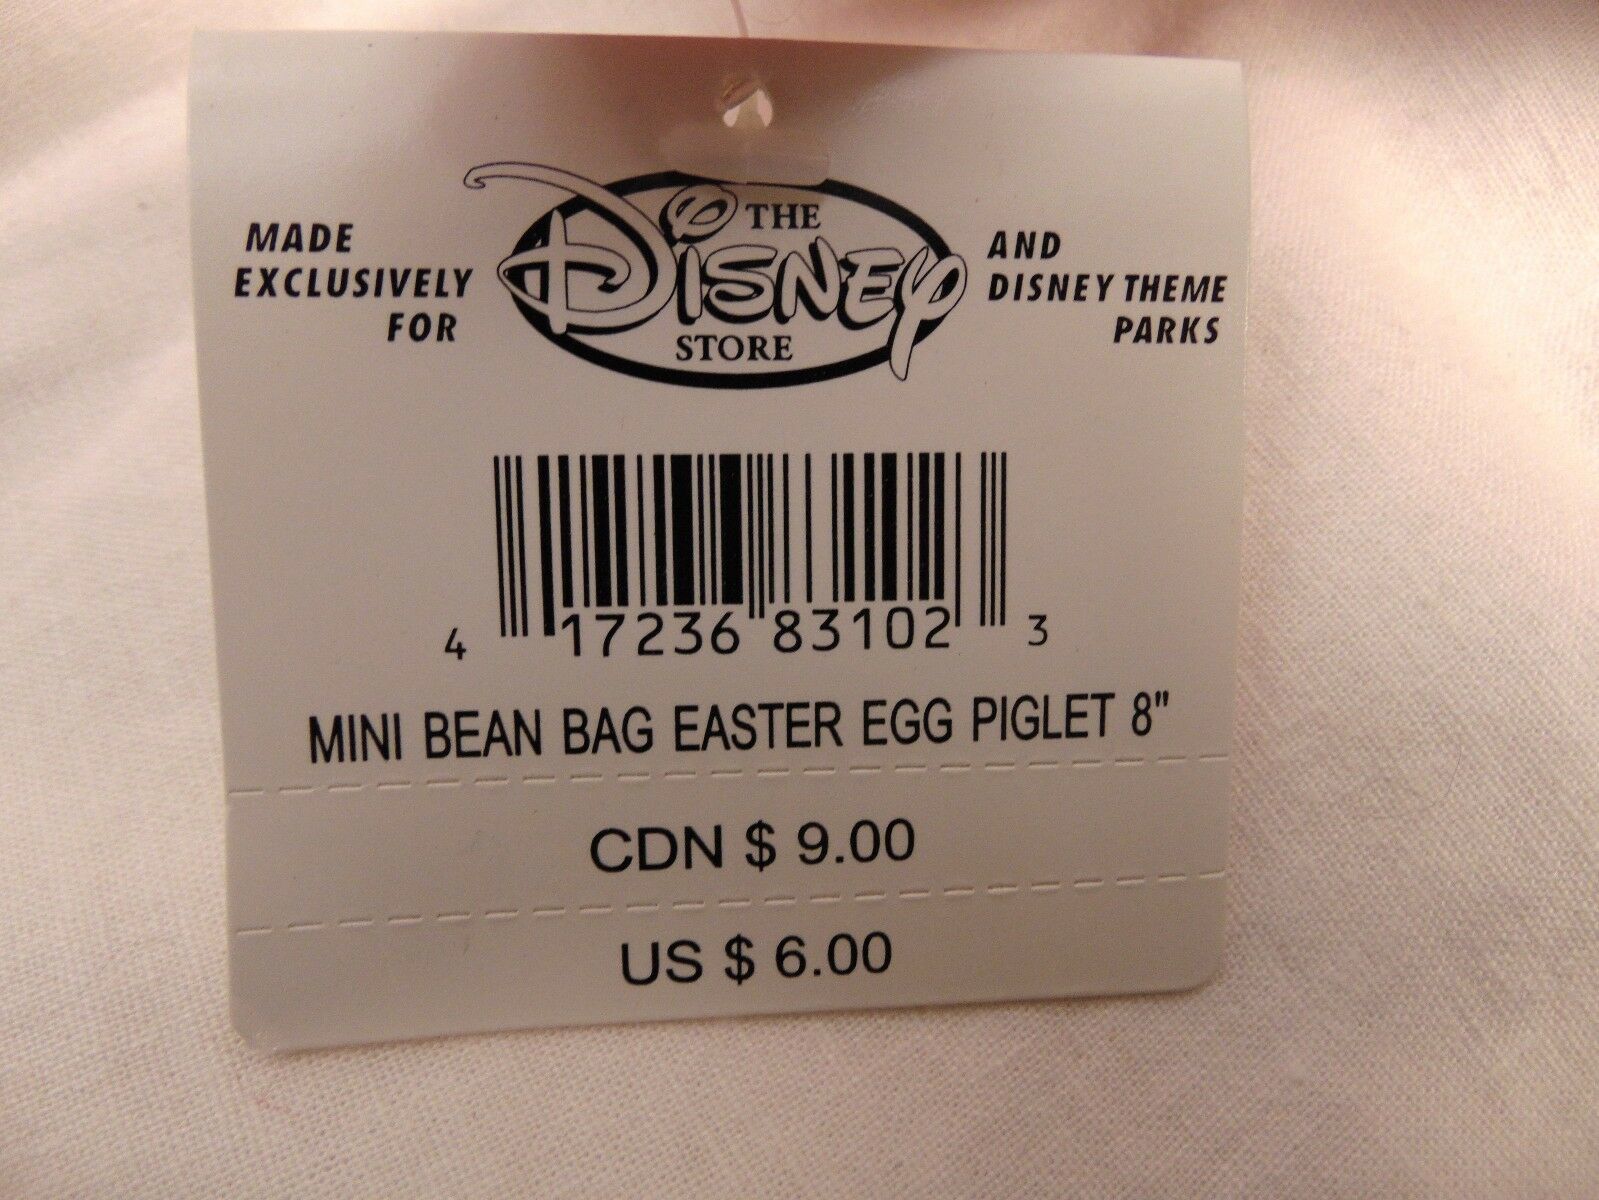 MADE
EXCLUSIVELY
FOR
THE
DISNEY
STORE
AND
DISNEY THEME
PARKS
4 17236 83102 3
MINI BEAN BAG EASTER EGG PIGLET 8"
CDN $ 9.00
US $ 6.00